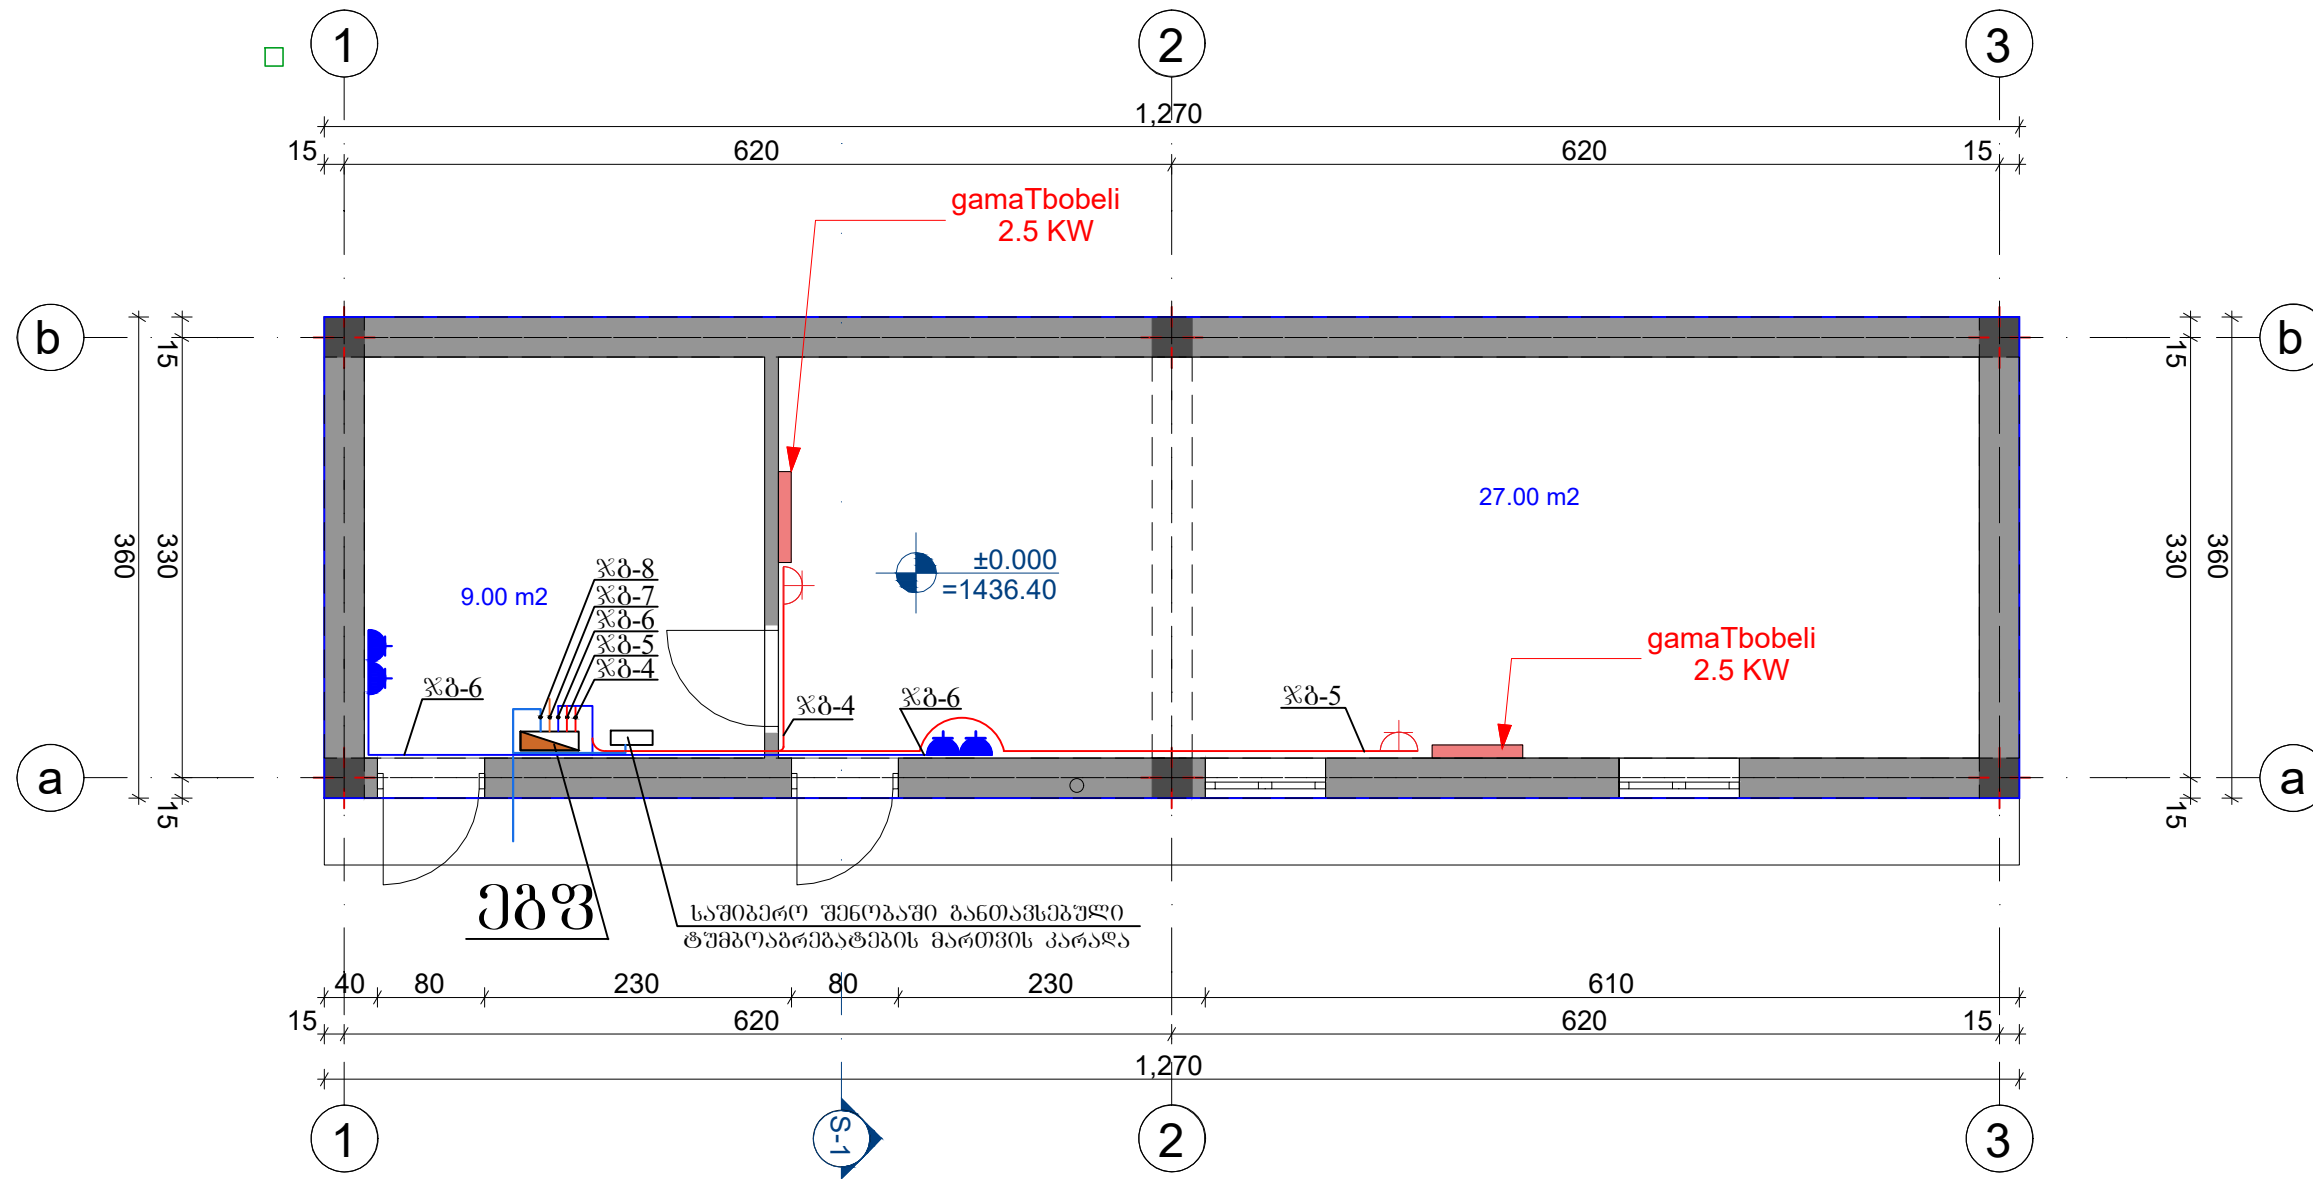 1
2
3
1,270
15
620
620
15
gamaTbobeli
2.5 KW
b
b
15
15
360
330
330
360
27.00 m2
±0.000
=1436.40
9.00 m2
ჯგ-8
ჯგ-7
ჯგ-6
ჯგ-5
ჯგ-4
gamaTbobeli
2.5 KW
ჯგ-6
ჯგ-4
ჯგ-6
ჯგ-5
a
a
15
15
ეგფ
საშიბერო შენობაში განთავსებული
ტუმბოაგრეგატების მართვის კარადა
40
80
230
80
230
610
15
620
620
15
1,270
1
S-1
2
3